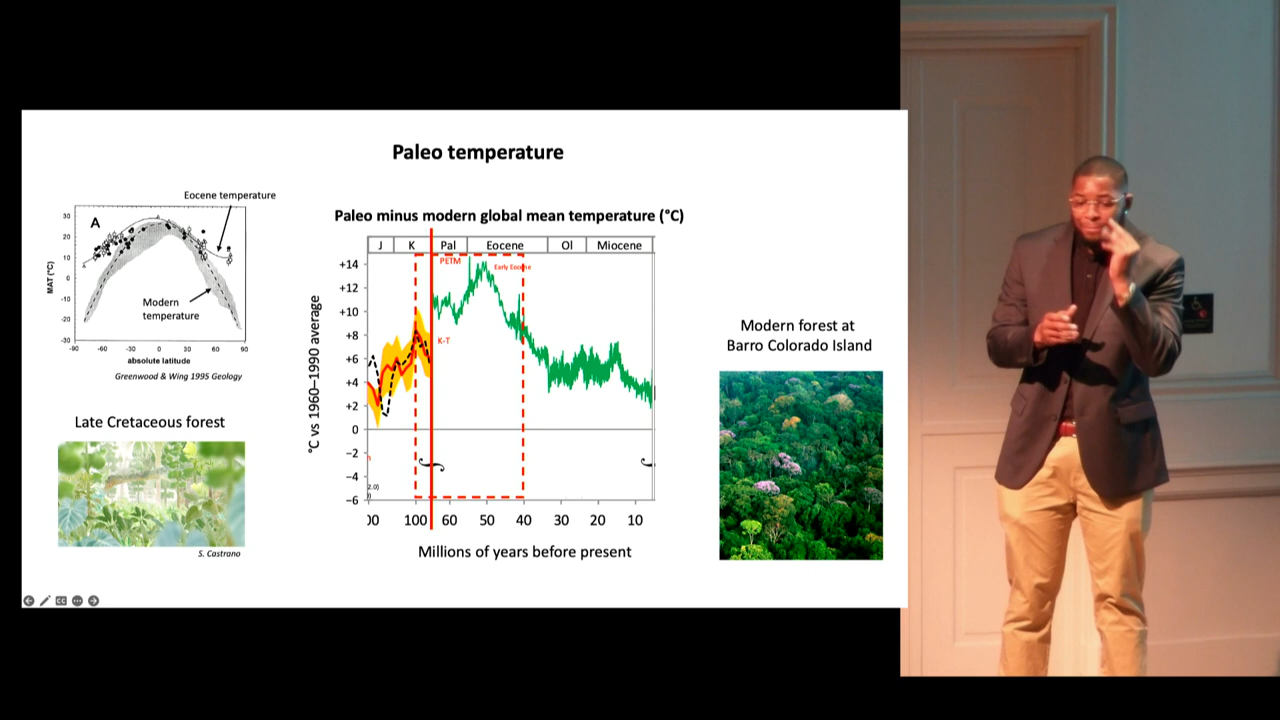 Paleo temperature
Eocene temperature
A
MAT (°C)
30
20
10
0
-10
-20
-30
Modern
temperature
-90
-60
-30
0
30
60
90
absolute latitude
Greenwood & Wing 1995 Geology
Late Cretaceous forest
S. Castrano
Paleo minus modern global mean temperature (°C)
J
K
Pal
Eocene
Ol
Miocene
°C vs 1960–1990 average
+14
+12
+10
+8
+6
+4
+2
0
−2
−4
−6
PETM
Early Eocene
K-T
2.0)
100
60
50
40
30
20
10
Millions of years before present
Modern forest at
Barro Colorado Island
CC